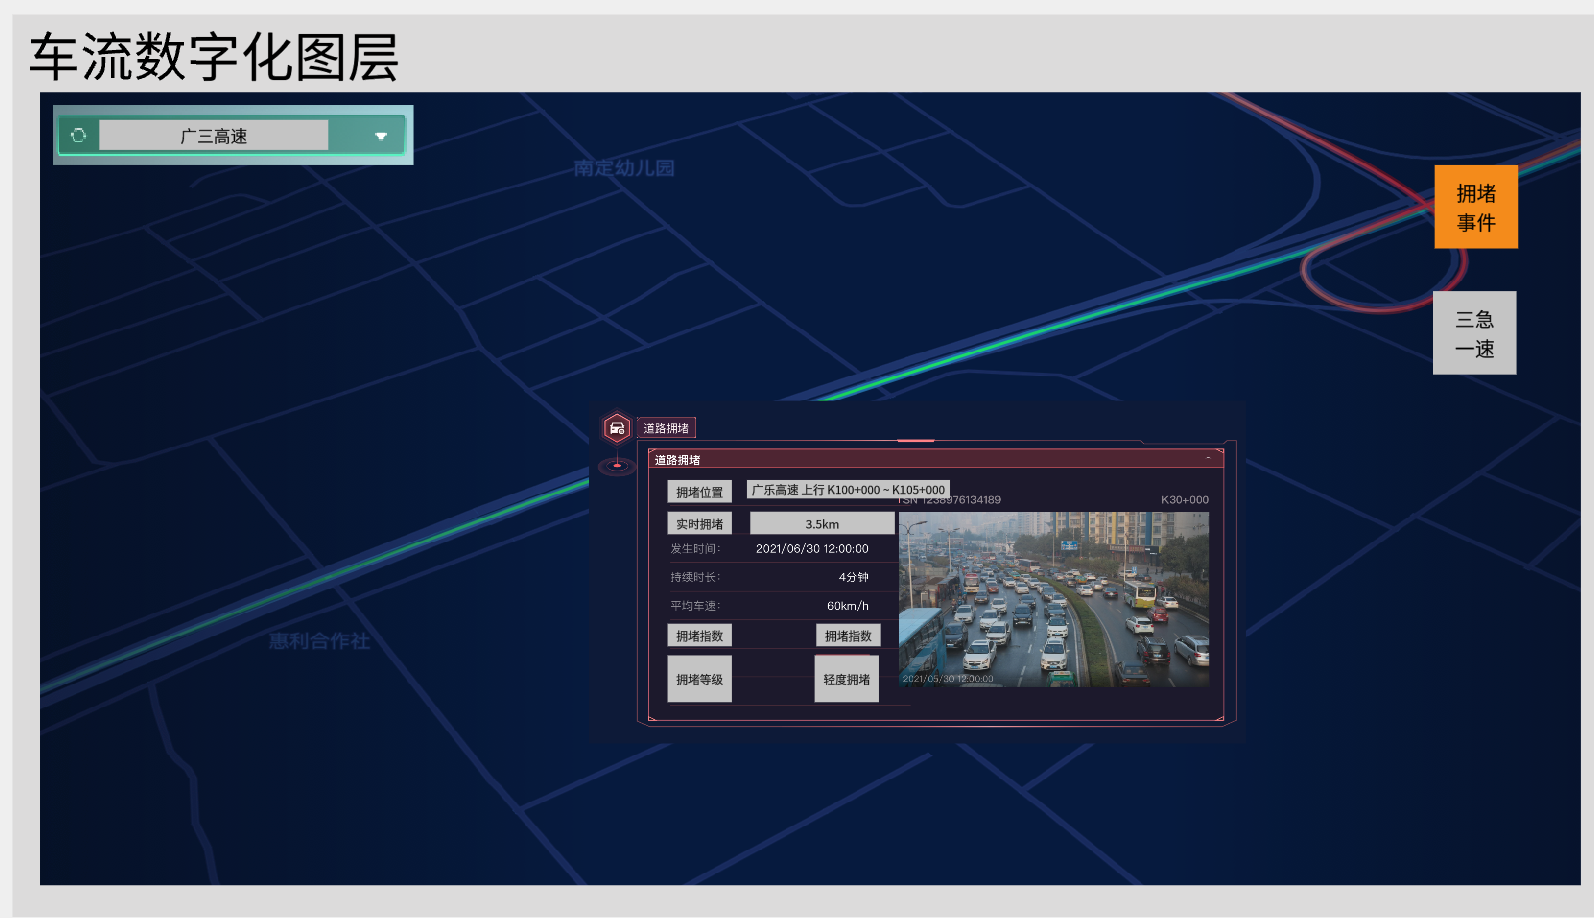 车流数字化图层
广三高速
南定幼儿园
拥堵
事件
三急
一速
道路拥堵
道路拥堵
拥堵位置
广乐高速 上行 K100+000 ~ K105+000
TSN 1238976134189
K30+000
实时拥堵
3.5km
发生时间:
2021/06/30 12:00:00
持续时长:
4分钟
平均车速:
60km/h
拥堵指数
拥堵指数
拥堵等级
轻度拥堵
2021/05/30 12:00:00
惠利合作社